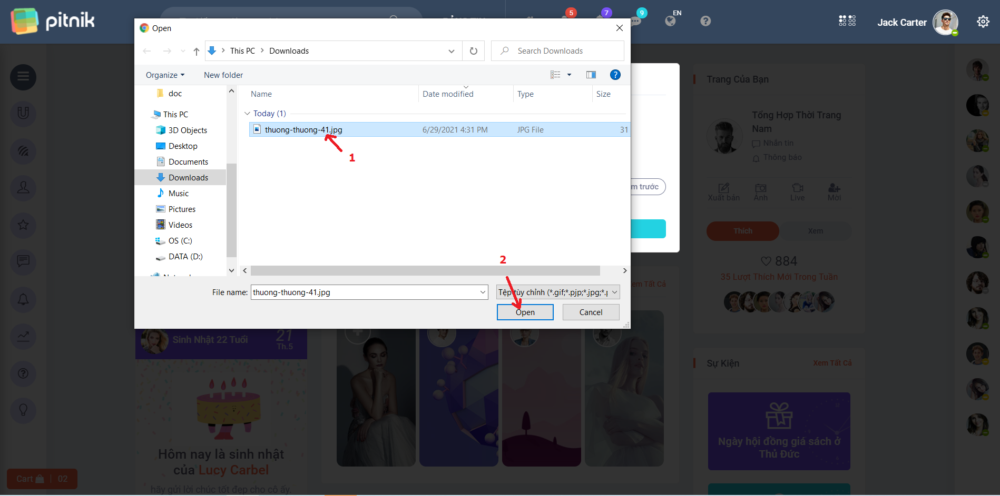 pitnik
5
7
9
EN
Jack Carter
Open
This PC
Downloads
Search Downloads
Organize
New folder
?
doc
This PC
3D Objects
Desktop
Documents
Downloads
Music
Pictures
Videos
OS (C:)
DATA (D:)
Name
Date modified
Type
Size
Today (1)
thuong-thuong-41.jpg
6/29/2021 4:31 PM
JPG File
31
1
2
File name:
thuong-thuong-41.jpg
Tệp tùy chỉnh (*.gif;*.pjp;*.jpg;*.p
Open
Cancel
m trước
em Tất Cả
Sinh Nhật 22 Tuổi
21
Th.5
Hôm nay là sinh nhật
của Lucy Carbel
hãy gửi lời chúc tốt đẹp cho cô ấy.
Cart
02
Trang Của Bạn
Tổng Hợp Thời Trang
Nam
Nhắn tin
Thông báo
Xuất bản
Ảnh
Live
Mời
Thích
Xem
884
35 Lượt Thích Mới Trong Tuần
Sự Kiện
Xem Tất Cả
Ngày hội đồng giá sách ở
Thủ Đức